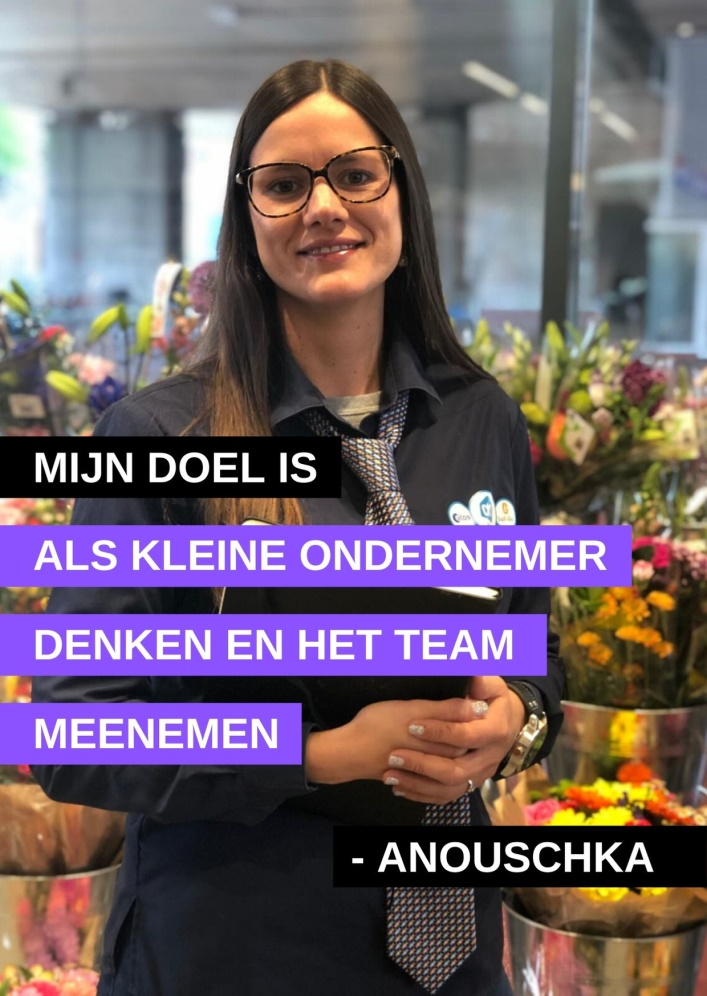 MIJN DOEL IS
ALS KLEINE ONDERNEMER
DENKEN EN HET TEAM
MEENEMEN
- ANOUSCHKA